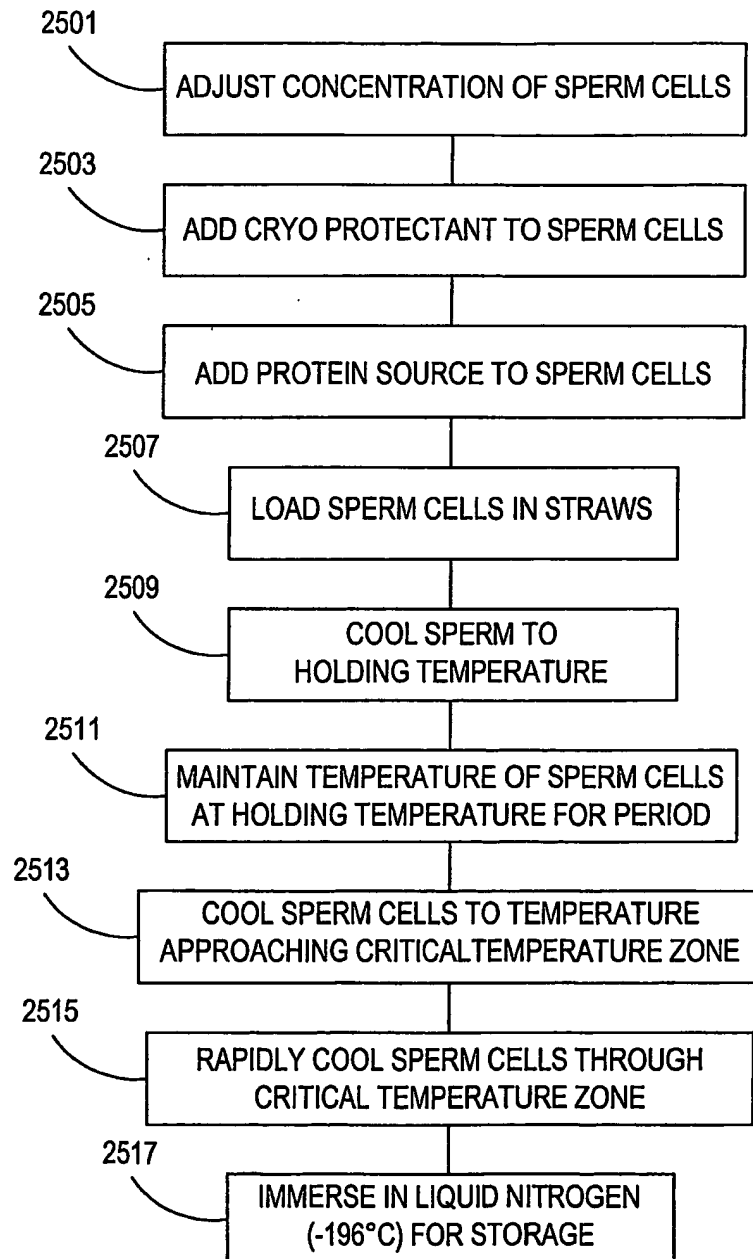 2501
ADJUST CONCENTRATION OF SPERM CELLS
2503
ADD CRYO PROTECTANT TO SPERM CELLS
2505
ADD PROTEIN SOURCE TO SPERM CELLS
2507
LOAD SPERM CELLS IN STRAWS
2509
COOL SPERM TO
HOLDING TEMPERATURE
2511
MAINTAIN TEMPERATURE OF SPERM CELLS
AT HOLDING TEMPERATURE FOR PERIOD
2513
COOL SPERM CELLS TO TEMPERATURE
APPROACHING CRITICALTEMPERATURE ZONE
2515
RAPIDLY COOL SPERM CELLS THROUGH
CRITICAL TEMPERATURE ZONE
2517
IMMERSE IN LIQUID NITROGEN
(-196°C) FOR STORAGE